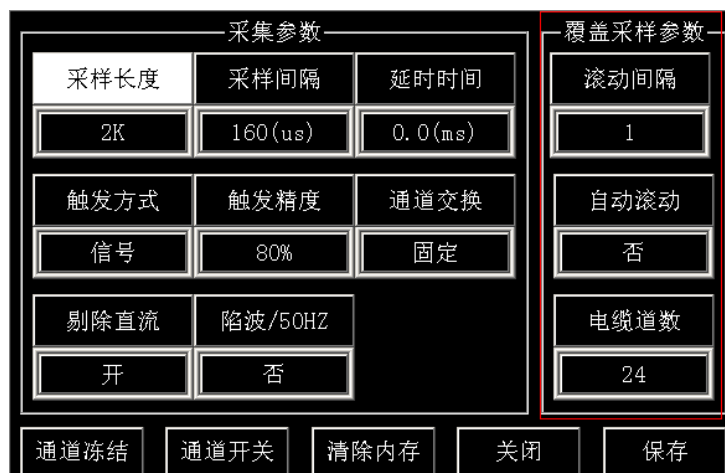 采集参数
覆盖采样参数
采样长度 采样间隔 延时时间 滚动间隔
2K 160(us) 0.0(ms) 1
触发方式 触发精度 通道交换 自动滚动
信号 80% 固定 否
剔除直流 陷波/50HZ 电缆道数
开 否 24
通道冻结 通道开关 清除内存 关闭 保存